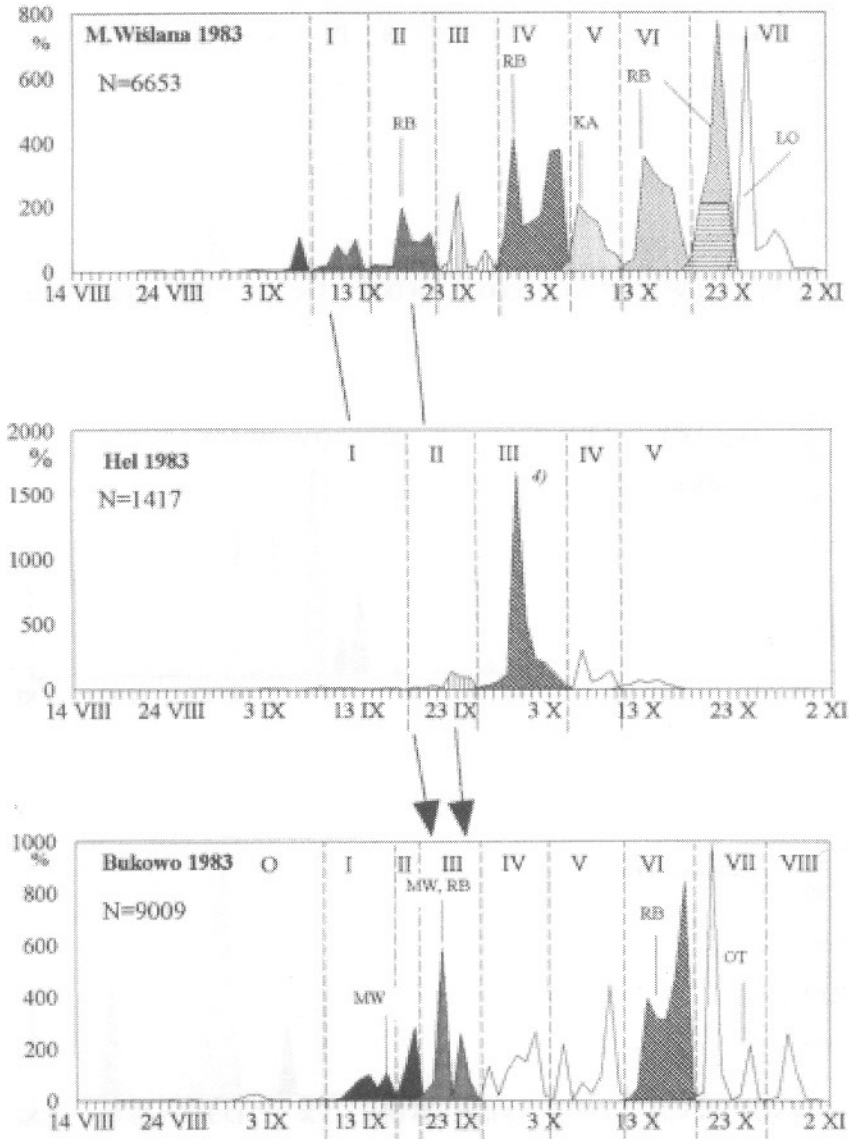 800
%
M.Wiślana 1983
I II III IV V VI VII
N=6653
600
RB
RB
400
RB
KA
LO
200
0
14 VIII 24 VIII 3 IX 13 IX 23 IX 3 X 13 X 23 X 2 XI
2000
%
Hel 1983
I II III IV V
N=1417
d)
1500
1000
500
0
14 VIII 24 VIII 3 IX 13 IX 23 IX 3 X 13 X 23 X 2 XI
1000
%
Bukowo 1983
O I II III IV V VI VII VIII
N=9009
MW, RB
800
RB
600
OT
MW
400
200
0
14 VIII 24 VIII 3 IX 13 IX 23 IX 3 X 13 X 23 X 2 XI